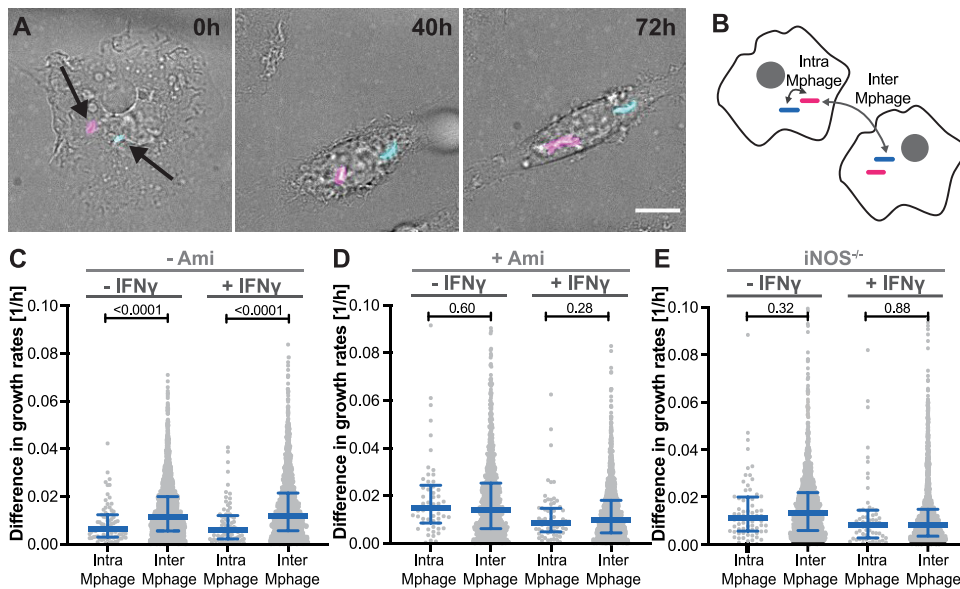 A
0h
40h
72h
B
Intra
Mphage
Inter
Mphage
C
- Ami
- IFNγ
+ IFNγ
<0.0001
<0.0001
Difference in growth rates [1/h]
0.10
0.08
0.06
0.04
0.02
0.00
Intra
Mphage
Inter
Mphage
Intra
Mphage
Inter
Mphage
D
+ Ami
- IFNγ
+ IFNγ
0.60
0.28
Difference in growth rates [1/h]
0.10
0.08
0.06
0.04
0.02
0.00
Intra
Mphage
Inter
Mphage
Intra
Mphage
Inter
Mphage
E
iNOS-/-
- IFNγ
+ IFNγ
0.32
0.88
Difference in growth rates [1/h]
0.10
0.08
0.06
0.04
0.02
0.00
Intra
Mphage
Inter
Mphage
Intra
Mphage
Inter
Mphage